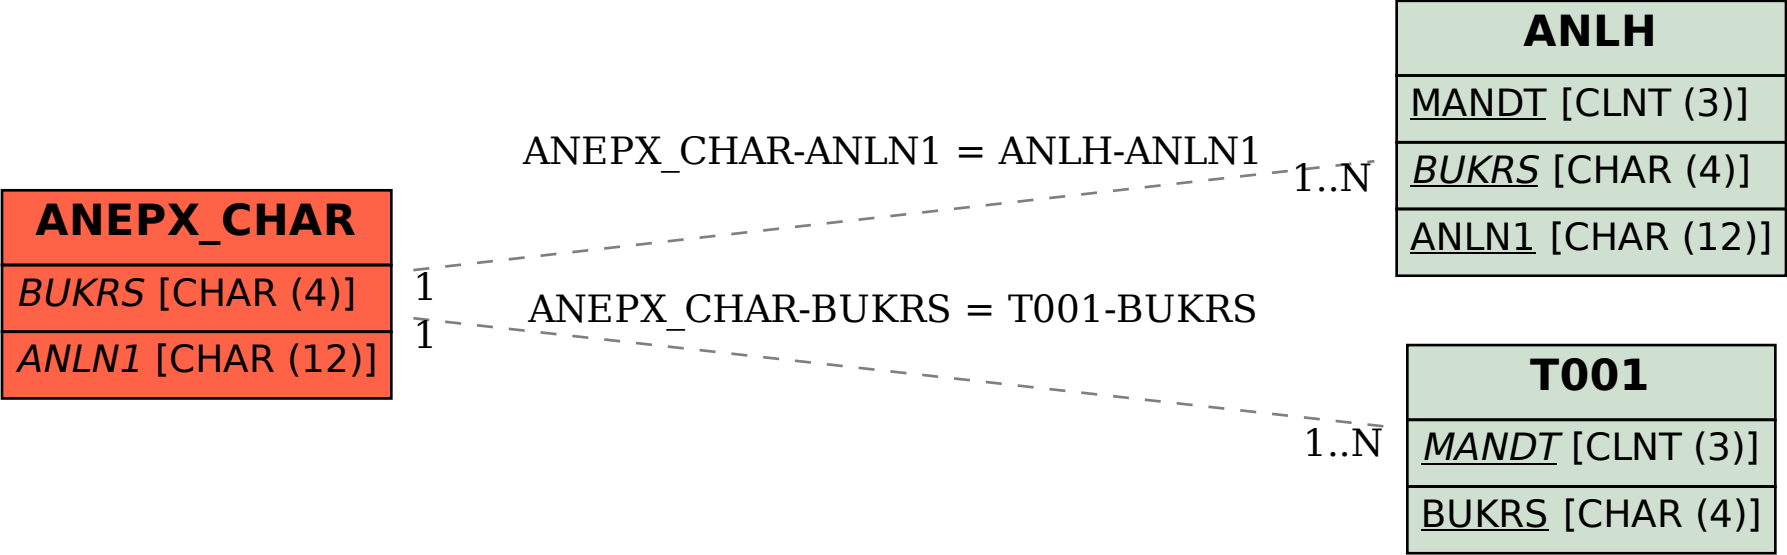 ANLH
MANDT [CLNT (3)]
BUKRS [CHAR (4)]
ANLN1 [CHAR (12)]
ANEPX_CHAR-ANLN1 = ANLH-ANLN1
1..N
ANEPX_CHAR
BUKRS [CHAR (4)]
ANLN1 [CHAR (12)]
1
1
ANEPX_CHAR-BUKRS = T001-BUKRS
1..N
T001
MANDT [CLNT (3)]
BUKRS [CHAR (4)]